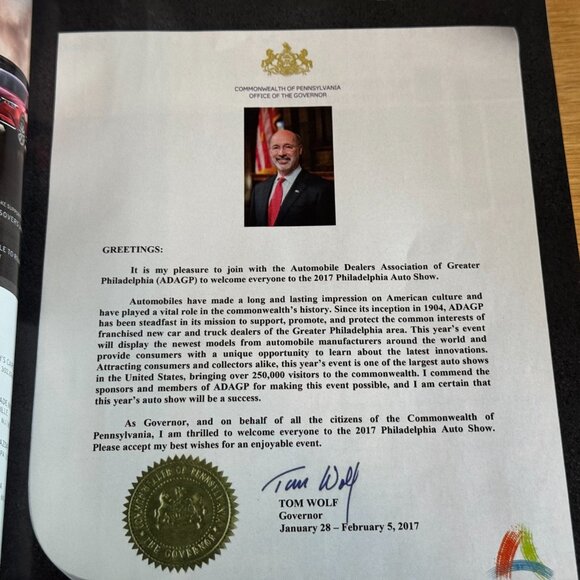 COMMONWEALTH OF PENNSYLVANIA
OFFICE OF THE GOVERNOR
GREETINGS:
It is my pleasure to join with the Automobile Dealers Association of Greater
Philadelphia (ADAGP) to welcome everyone to the 2017 Philadelphia Auto Show.
Automobiles have made a long and lasting impression on American culture and
have played a vital role in the commonwealth's history. Since its inception in 1904, ADAGP
has been steadfast in its mission to support, promote, and protect the common interests of
franchised new car and truck dealers of the Greater Philadelphia area. This year's event
will display the newest models from automobile manufacturers around the world and
provide consumers with a unique opportunity to learn about the latest innovations.
Attracting consumers and collectors alike, this year's event is one of the largest auto shows
in the United States, bringing over 250,000 visitors to the commonwealth. I commend the
sponsors and members of ADAGP for making this event possible, and I am certain that
this year's auto show will be a success.
As Governor, and on behalf of all the citizens of the Commonwealth of
Pennsylvania, I am thrilled to welcome everyone to the 2017 Philadelphia Auto Show.
Please accept my best wishes for an enjoyable event.
Tom Wolf
TOM WOLF
Governor
January 28 – February 5, 2017
COMMONWEALTH OF PENNSYLVANIA
THE GOVERNOR